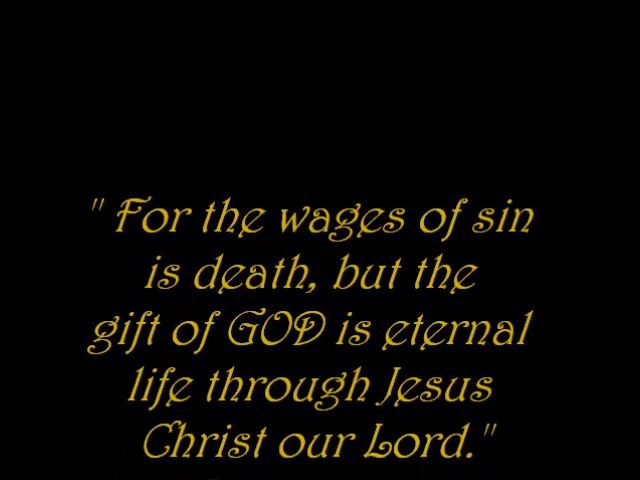 " For the wages of sin
is death, but the
gift of GOD is eternal
life through Jesus
Christ our Lord."